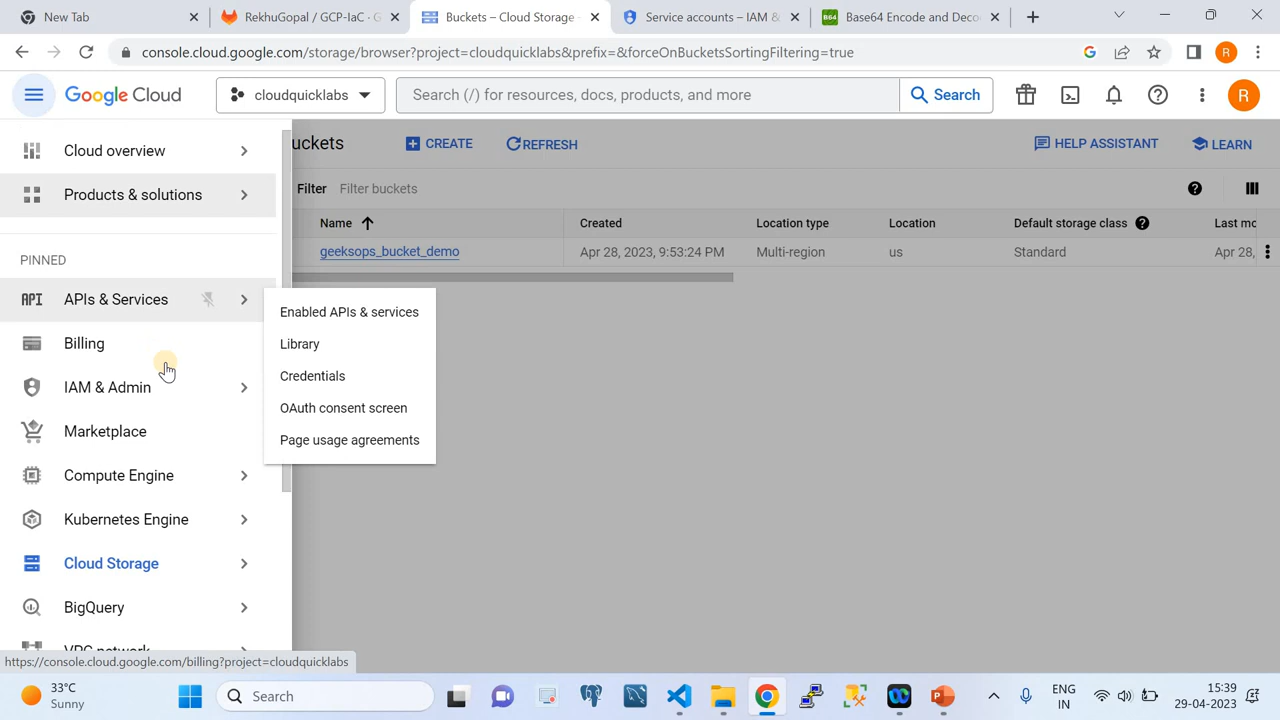 New Tab
RekhuGopal / GCP-IaC · G
Buckets – Cloud Storage -
Service accounts – IAM &
B64
Base64 Encode and Deco
console.cloud.google.com/storage/browser?project=cloudquicklabs&prefix=&forceOnBucketsSortingFiltering=true
R
Google Cloud
cloudquicklabs
Search (/) for resources, docs, products, and more
Search
R
Cloud overview
Products & solutions
PINNED
API
APIs & Services
Billing
IAM & Admin
Marketplace
Compute Engine
Kubernetes Engine
Cloud Storage
BigQuery
VPC network
Enabled APIs & services
Library
Credentials
OAuth consent screen
Page usage agreements
uckets
CREATE
REFRESH
HELP ASSISTANT
LEARN
Filter
Filter buckets
Name
Created
Location type
Location
Default storage class
Last mo
geeksops_bucket_demo
Apr 28, 2023, 9:53:24 PM
Multi-region
us
Standard
Apr 28,
https://console.cloud.google.com/billing?project=cloudquicklabs
33°C
Sunny
Search
ENG
IN
15:39
29-04-2023